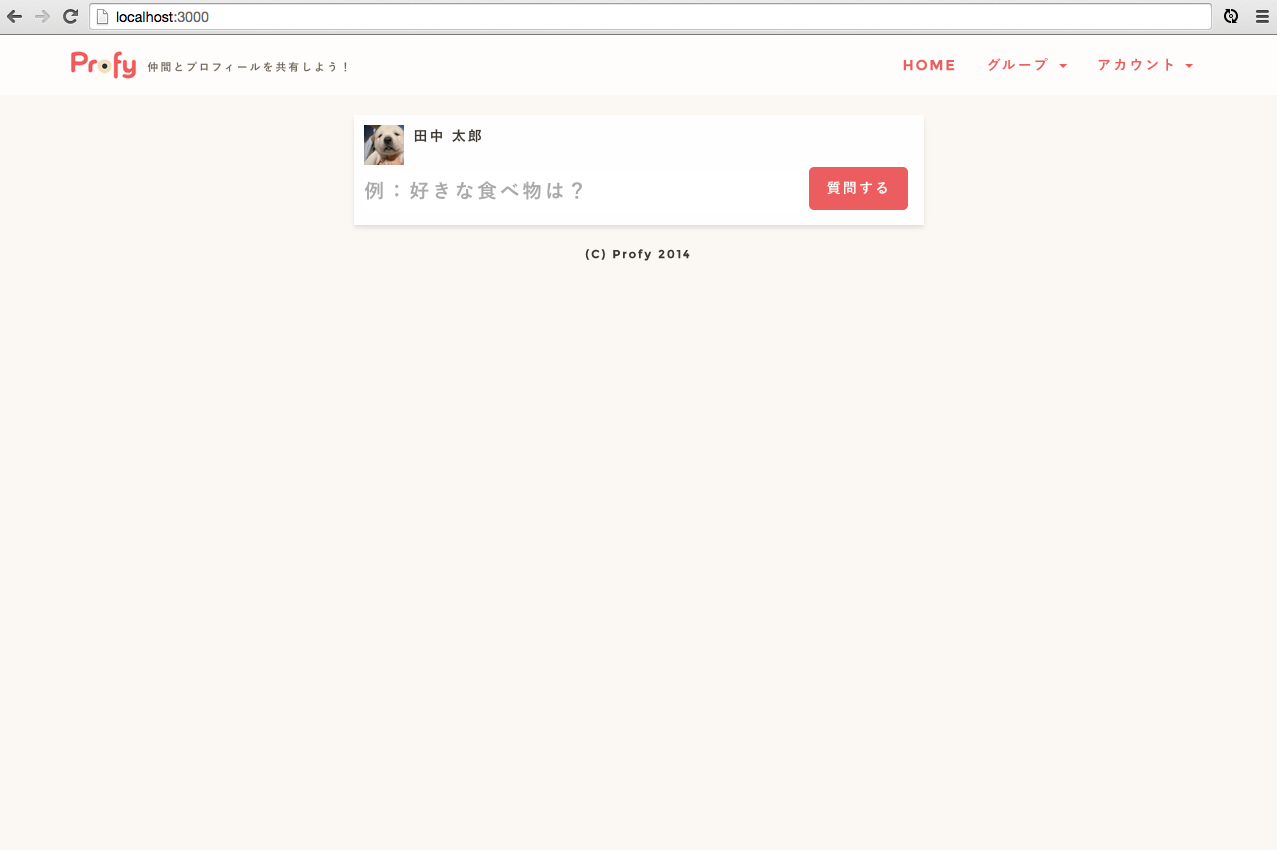 localhost:3000
Profy 仲間とプロフィールを共有しよう！
HOME グループ アカウント
田中 太郎
例：好きな食べ物は？
質問する
(C) Profy 2014